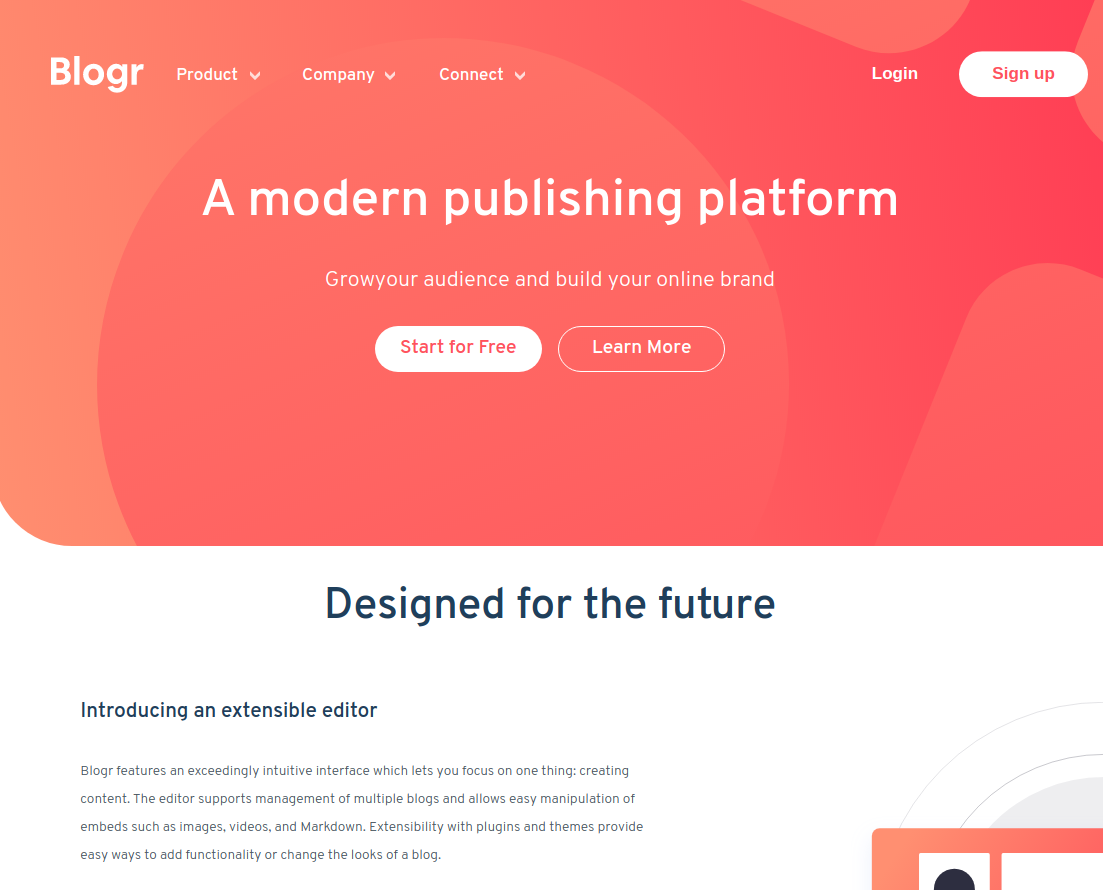 Blogr Product Company Connect Login Sign up
A modern publishing platform
Growyour audience and build your online brand
Start for Free Learn More
Designed for the future
Introducing an extensible editor
Blogr features an exceedingly intuitive interface which lets you focus on one thing: creating
content. The editor supports management of multiple blogs and allows easy manipulation of
embeds such as images, videos, and Markdown. Extensibility with plugins and themes provide
easy ways to add functionality or change the looks of a blog.